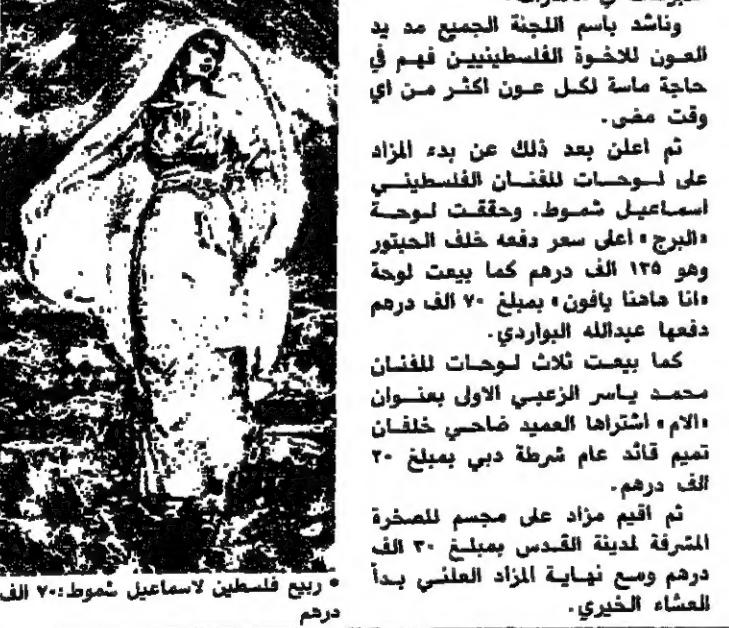 وناشد باسم اللجنة الجميع مد يد
العون للاخوة الفلسطينيين فهم في
حاجة ماسة لكل عون اكثر من اي
وقت مضى.
ثم اعلن بعد ذلك عن بدء المزاد
على لوحات للفنان الفلسطيني
اسماعيل شموط. وحققت لوحة
«البرج» اعلى سعر دفعه خلف الحبتور
وهو ١٣٥ الف درهم كما بيعت لوحة
«انا هاهنا يافون» بمبلغ ٧٠ الف درهم
دفعها عبدالله البواردي.
كما بيعت ثلاث لوحات للفنان
محمد ياسر الزعبي الاولى بعنوان
«الام» اشتراها العميد ضاحي خلفان
تميم قائد عام شرطة دبي بمبلغ ٢٠
الف درهم.
ثم اقيم مزاد على مجسم للصخرة
المشرفة لمدينة القدس بمبلغ ٣٠ الف
درهم ومع نهاية المزاد العلني بدأ
العشاء الخيري.
• ربيع فلسطين لاسماعيل شموط: ٧٠ الف
درهم